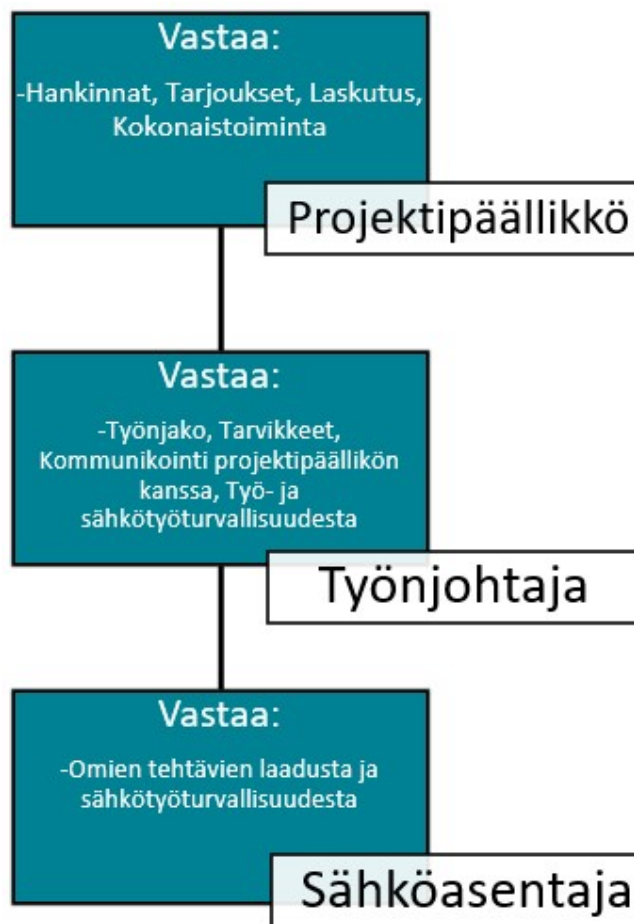 Vastaa:
-Hankinnat, Tarjoukset, Laskutus,
Kokonaistoiminta
Projektipäällikkö
Vastaa:
-Työnjako, Tarvikkeet,
Kommunikointi projektipäällikön
kanssa, Työ- ja
sähkötyöturvallisuudesta
Työnjohtaja
Vastaa:
-Omien tehtävien laadusta ja
sähkötyöturvallisuudesta
Sähköasentaja